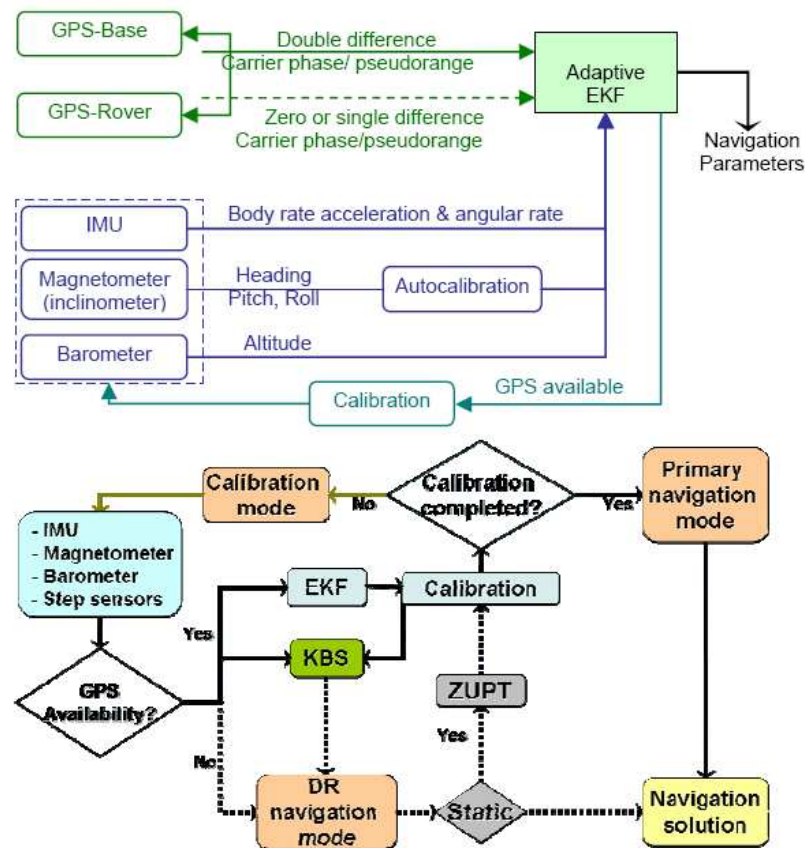 GPS-Base
Double difference
Carrier phase/ pseudorange
Adaptive
EKF
GPS-Rover
Zero or single difference
Carrier phase/pseudorange
Navigation
Parameters
IMU
Body rate acceleration & angular rate
Magnetometer
(inclinometer)
Heading
Pitch, Roll
Autocalibration
Barometer
Altitude
Calibration
GPS available
Calibration
mode
No
Calibration
completed?
Yes
Primary
navigation
mode
- IMU
- Magnetometer
- Barometer
- Step sensors
EKF
Calibration
Yes
KBS
GPS
Availability?
ZUPT
Yes
No
DR
navigation
mode
Static
Navigation
solution